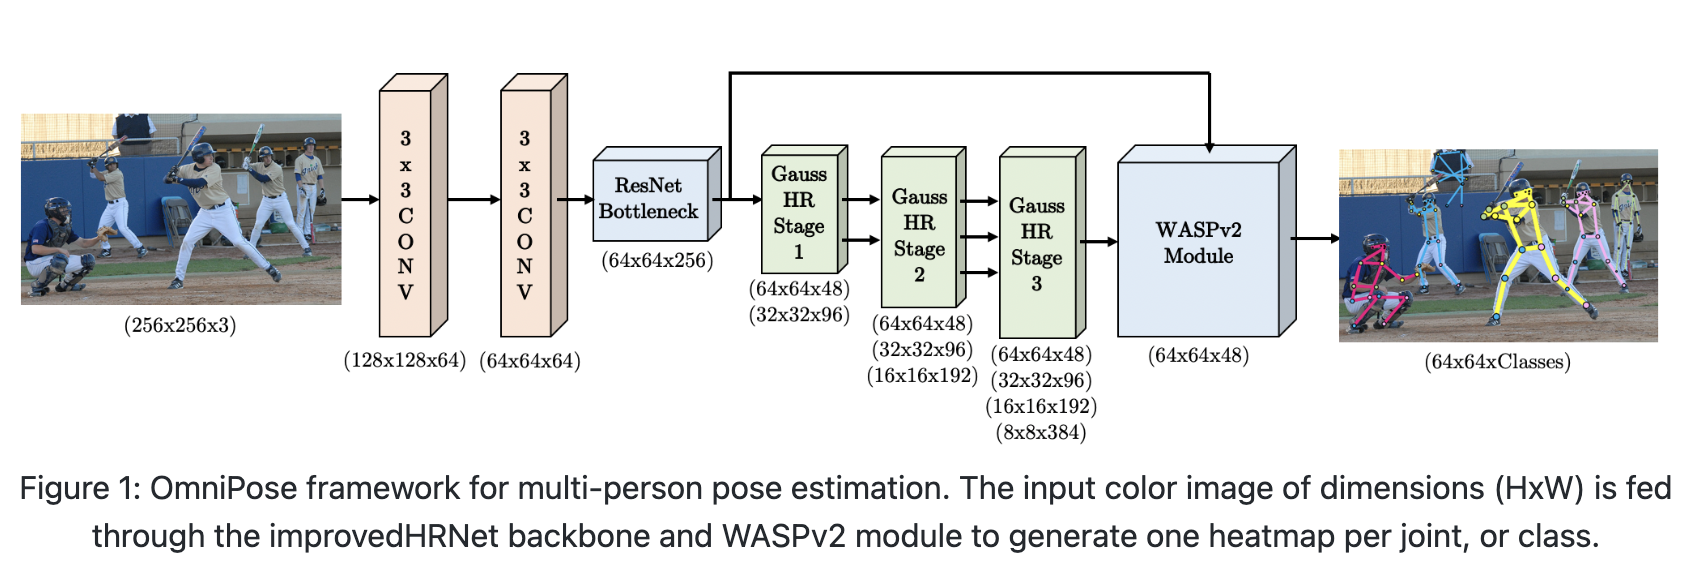 3
x
3
C
O
N
V
3
x
3
C
O
N
V
ResNet
Bottleneck
Gauss
HR
Stage
1
Gauss
HR
Stage
2
Gauss
HR
Stage
3
WASPv2
Module
(256x256x3)
(128x128x64)
(64x64x64)
(64x64x256)
(64x64x48)
(32x32x96)
(64x64x48)
(32x32x96)
(16x16x192)
(64x64x48)
(32x32x96)
(16x16x192)
(8x8x384)
(64x64x48)
(64x64xClasses)
Figure 1: OmniPose framework for multi-person pose estimation. The input color image of dimensions (HxW) is fed
through the improvedHRNet backbone and WASPv2 module to generate one heatmap per joint, or class.